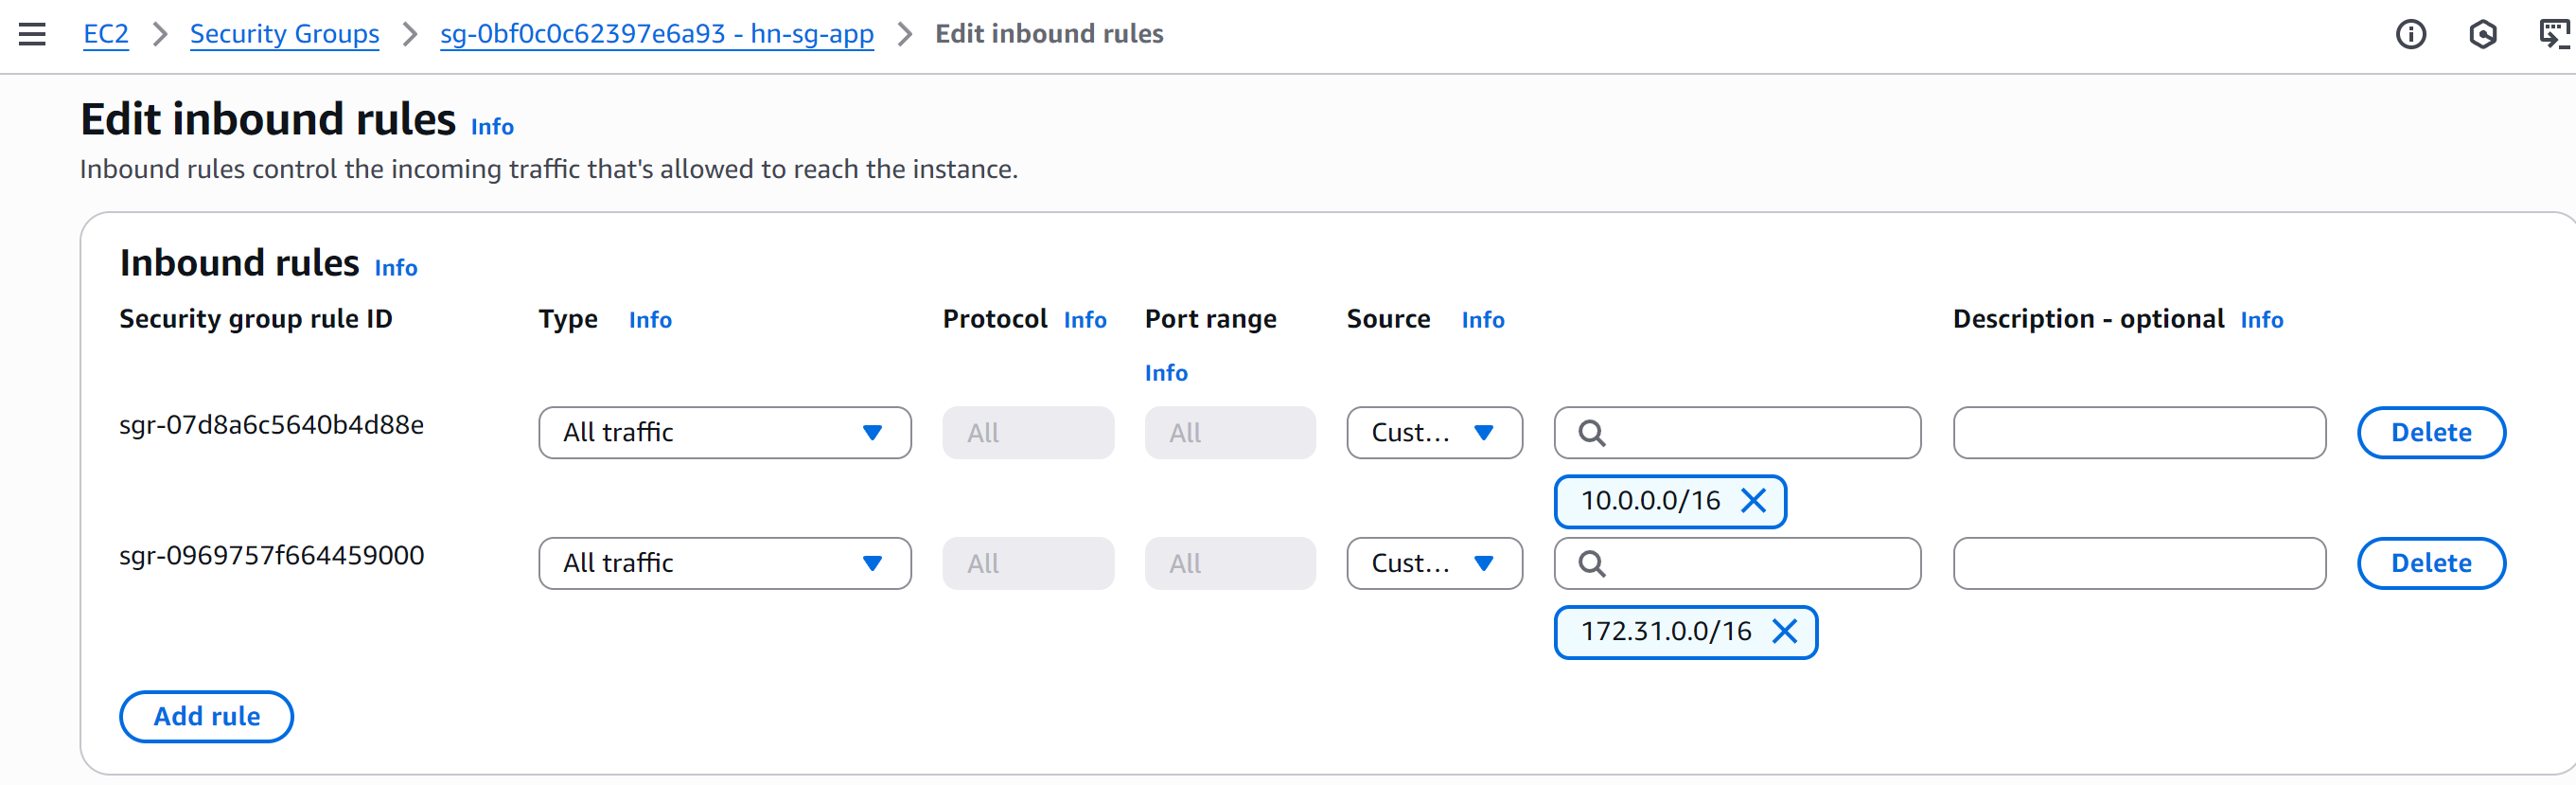 EC2 > Security Groups > sg-0bf0c0c62397e6a93 - hn-sg-app > Edit inbound rules
Edit inbound rules Info
Inbound rules control the incoming traffic that's allowed to reach the instance.
Inbound rules Info
Security group rule ID Type Info Protocol Info Port range Info Source Info Description - optional Info
sgr-07d8a6c5640b4d88e All traffic All All Cust... Delete
10.0.0.0/16
sgr-0969757f664459000 All traffic All All Cust... Delete
172.31.0.0/16
Add rule